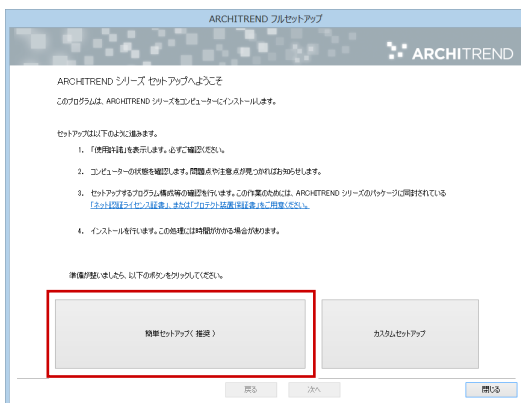 ARCHITREND フルセットアップ
ARCHITREND
ARCHITREND シリーズ セットアップへようこそ
このプログラムは、ARCHITREND シリーズをコンピューターにインストールします。
セットアップは以下のように進みます。
1. 「使用許諾」を表示します。必ずご確認ください。
2. コンピューターの状態を確認します。問題点や注意点が見つかればお知らせします。
3. セットアップするプログラム構成等の確認を行います。この作業のためには、ARCHITREND シリーズのパッケージに同封されている
「ネット認証ライセンス証書」、または「プロテクト装置保証書」をご用意ください。
4. インストールを行います。この処理には時間がかかる場合があります。
準備が整いましたら、以下のボタンをクリックしてください。
簡単セットアップ( 推奨 )
カスタムセットアップ
戻る
次へ
閉じる